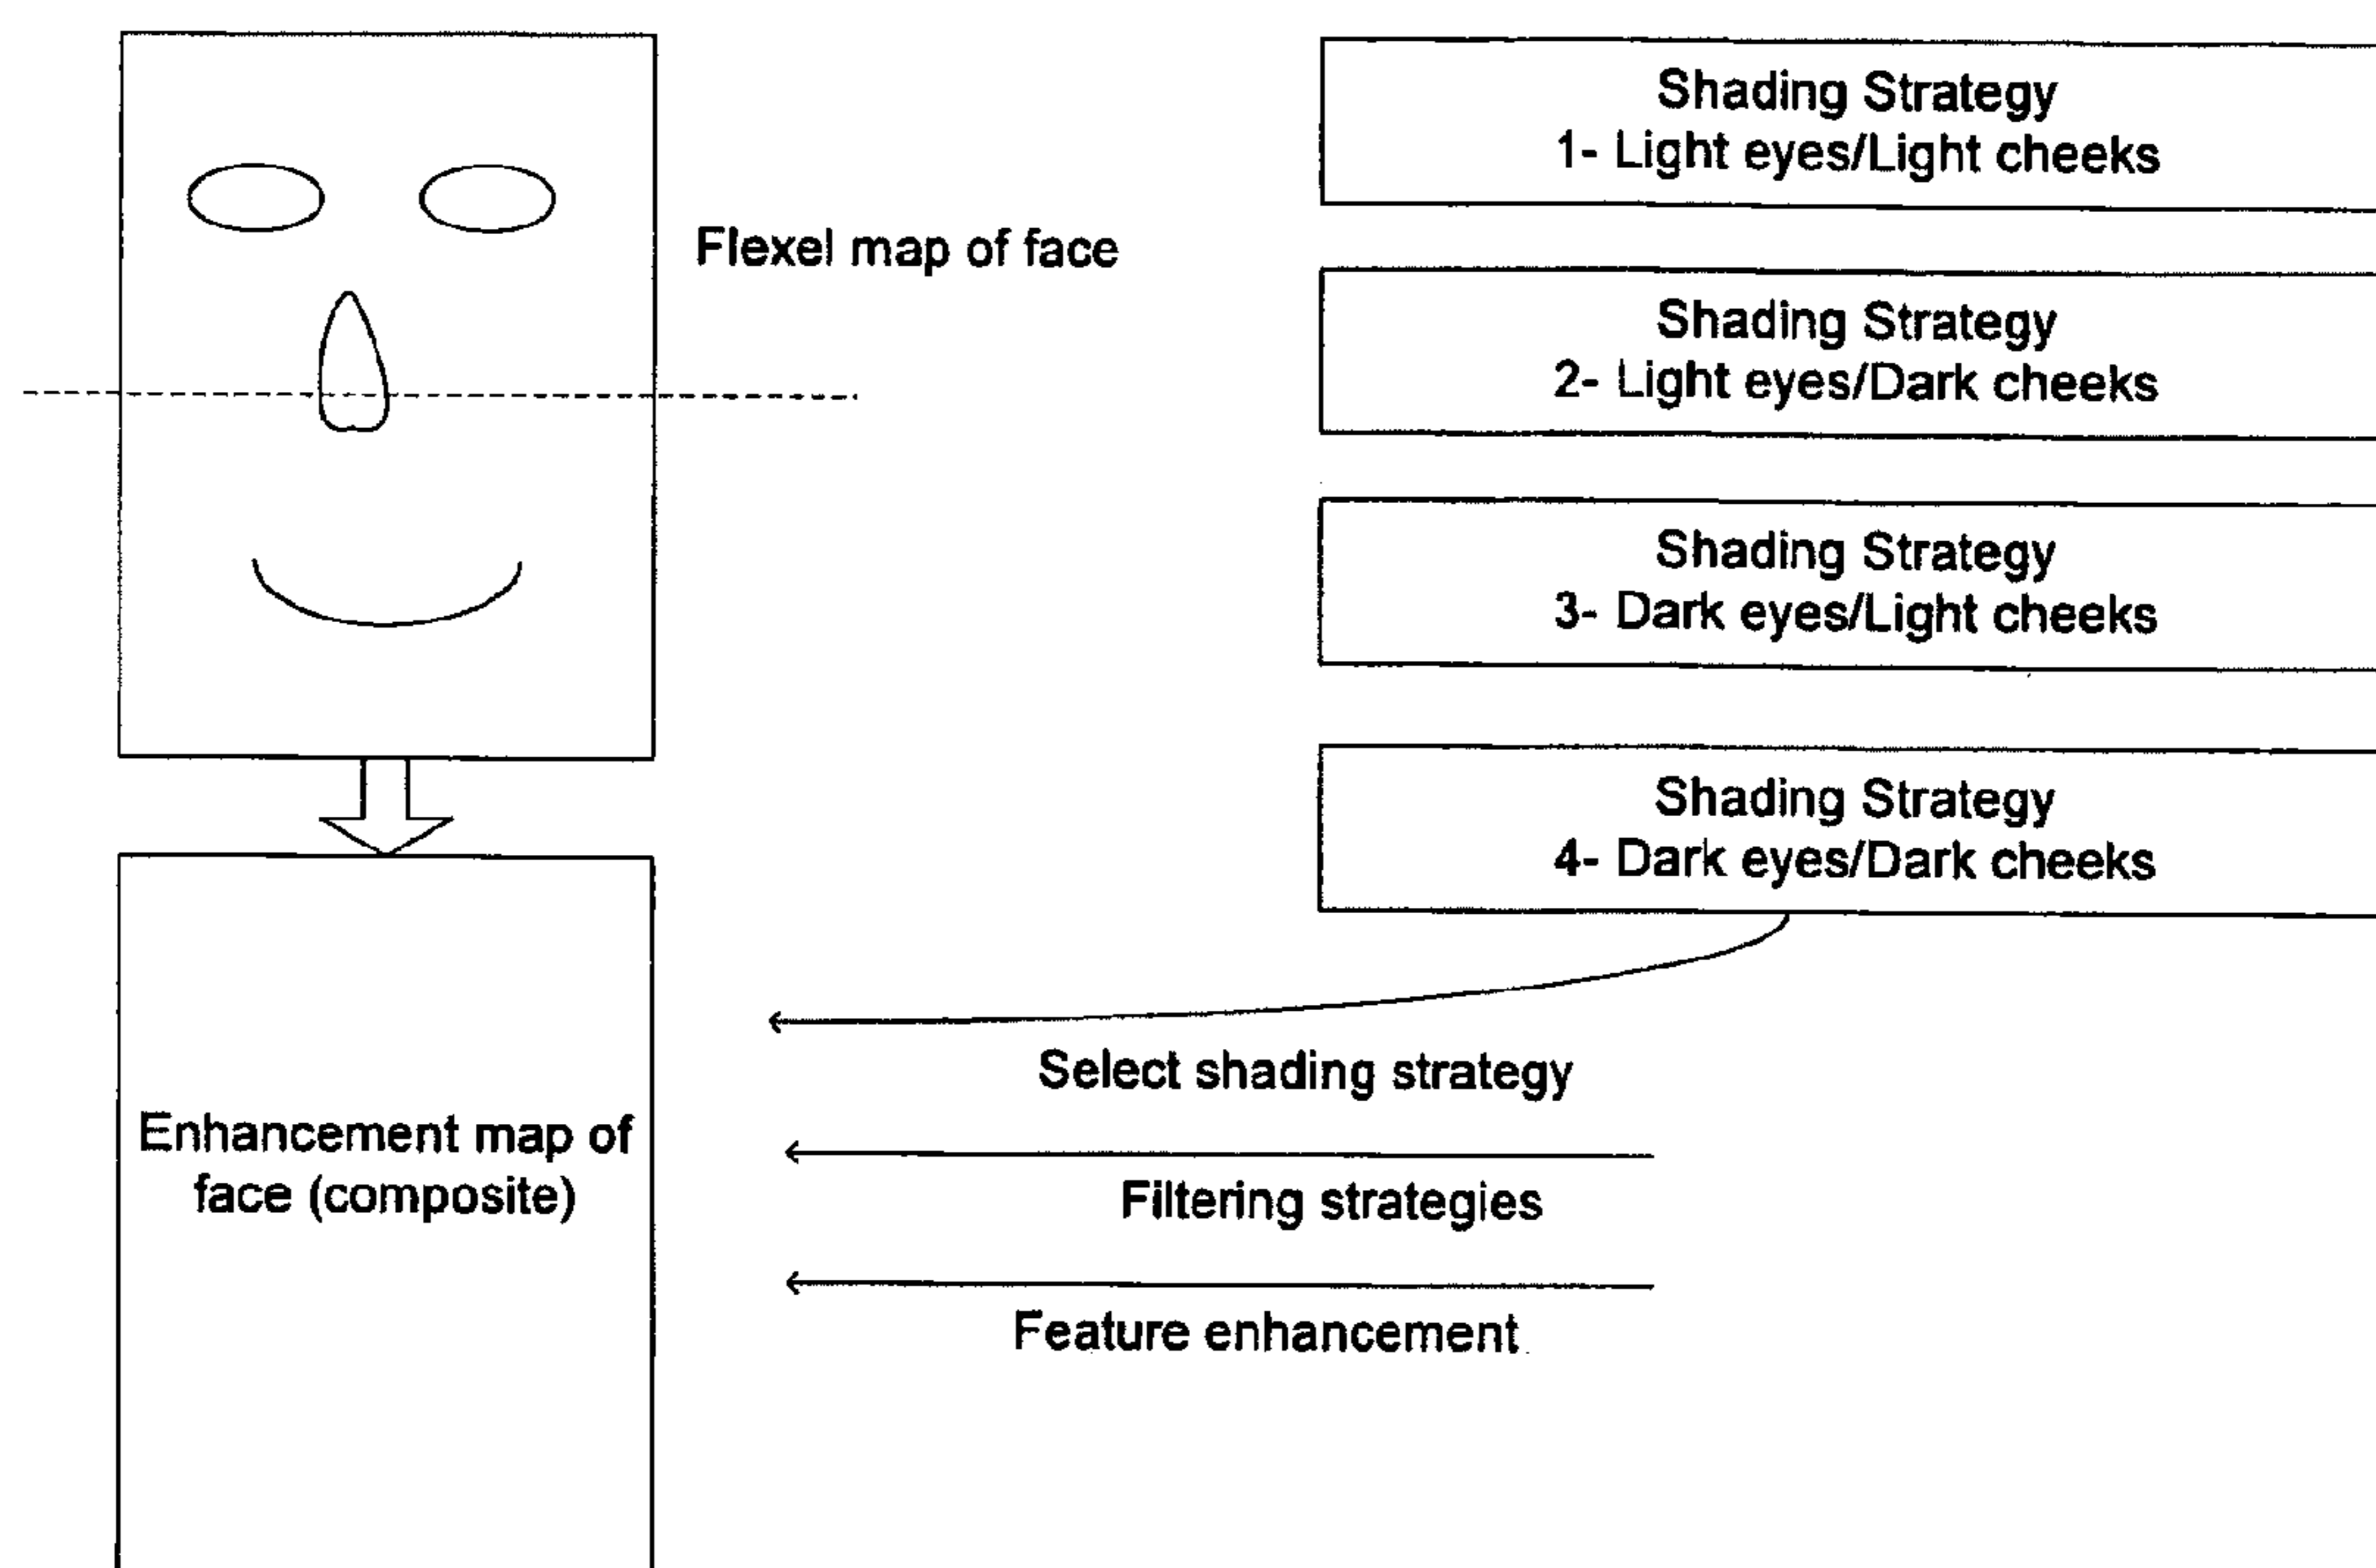 Flexel map of face
Shading Strategy
1- Light eyes/Light cheeks
Shading Strategy
2- Light eyes/Dark cheeks
Shading Strategy
3- Dark eyes/Light cheeks
Shading Strategy
4- Dark eyes/Dark cheeks
Select shading strategy
Enhancement map of
face (composite)
Filtering strategies
Feature enhancement